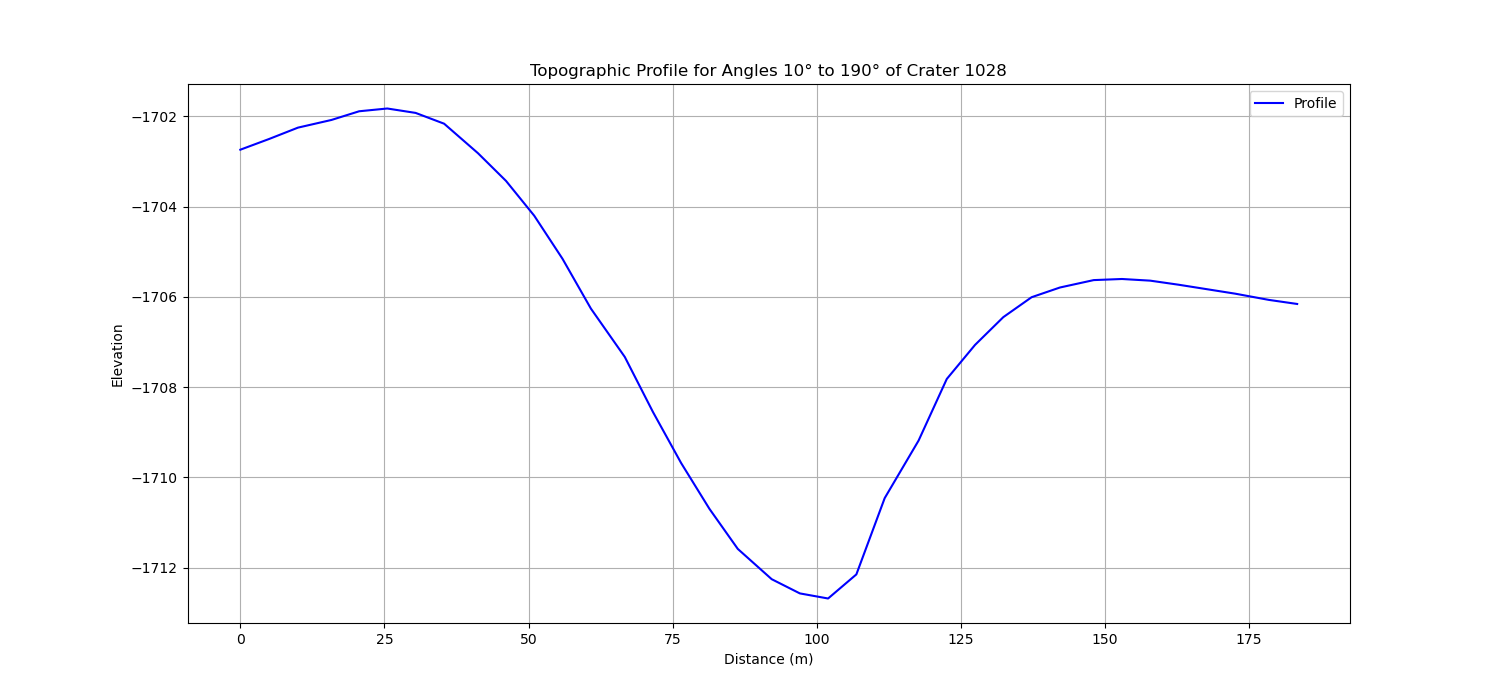 Topographic Profile for Angles 10° to 190° of Crater 1028
Profile
−1702
−1704
−1706
−1708
−1710
−1712
Elevation
0 25 50 75 100 125 150 175
Distance (m)